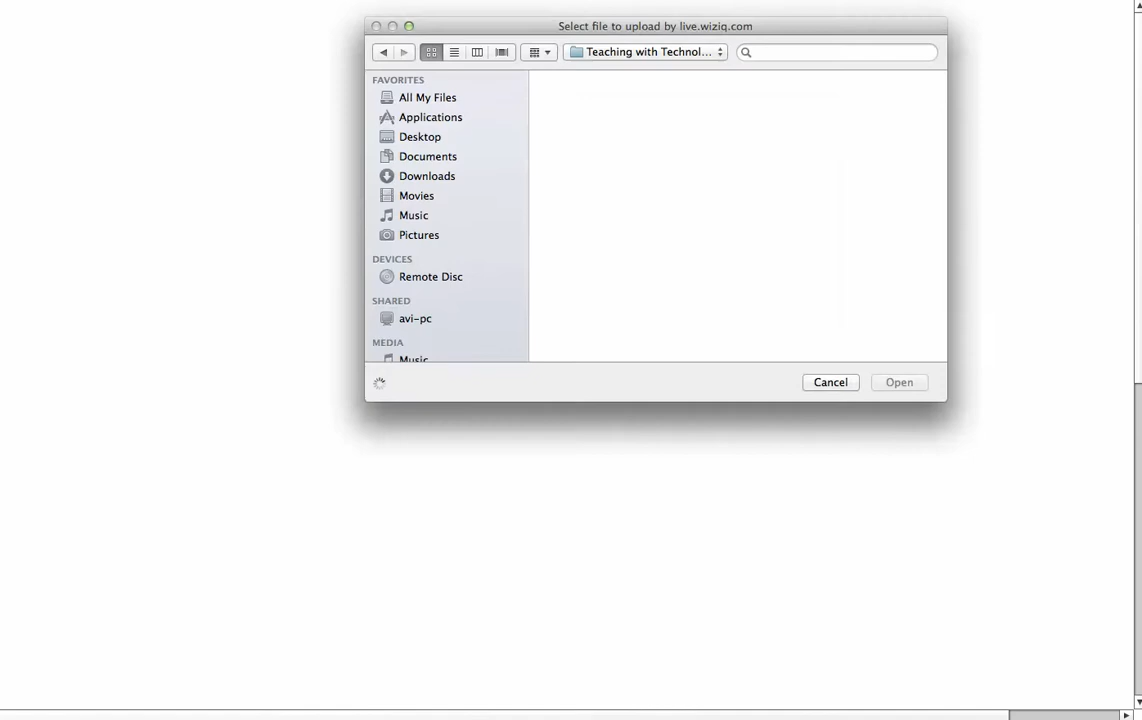 Select file to upload by live.wiziq.com
Teaching with Technol...
FAVORITES
All My Files
Applications
Desktop
Documents
Downloads
Movies
Music
Pictures
DEVICES
Remote Disc
SHARED
avi-pc
MEDIA
Music
Cancel
Open